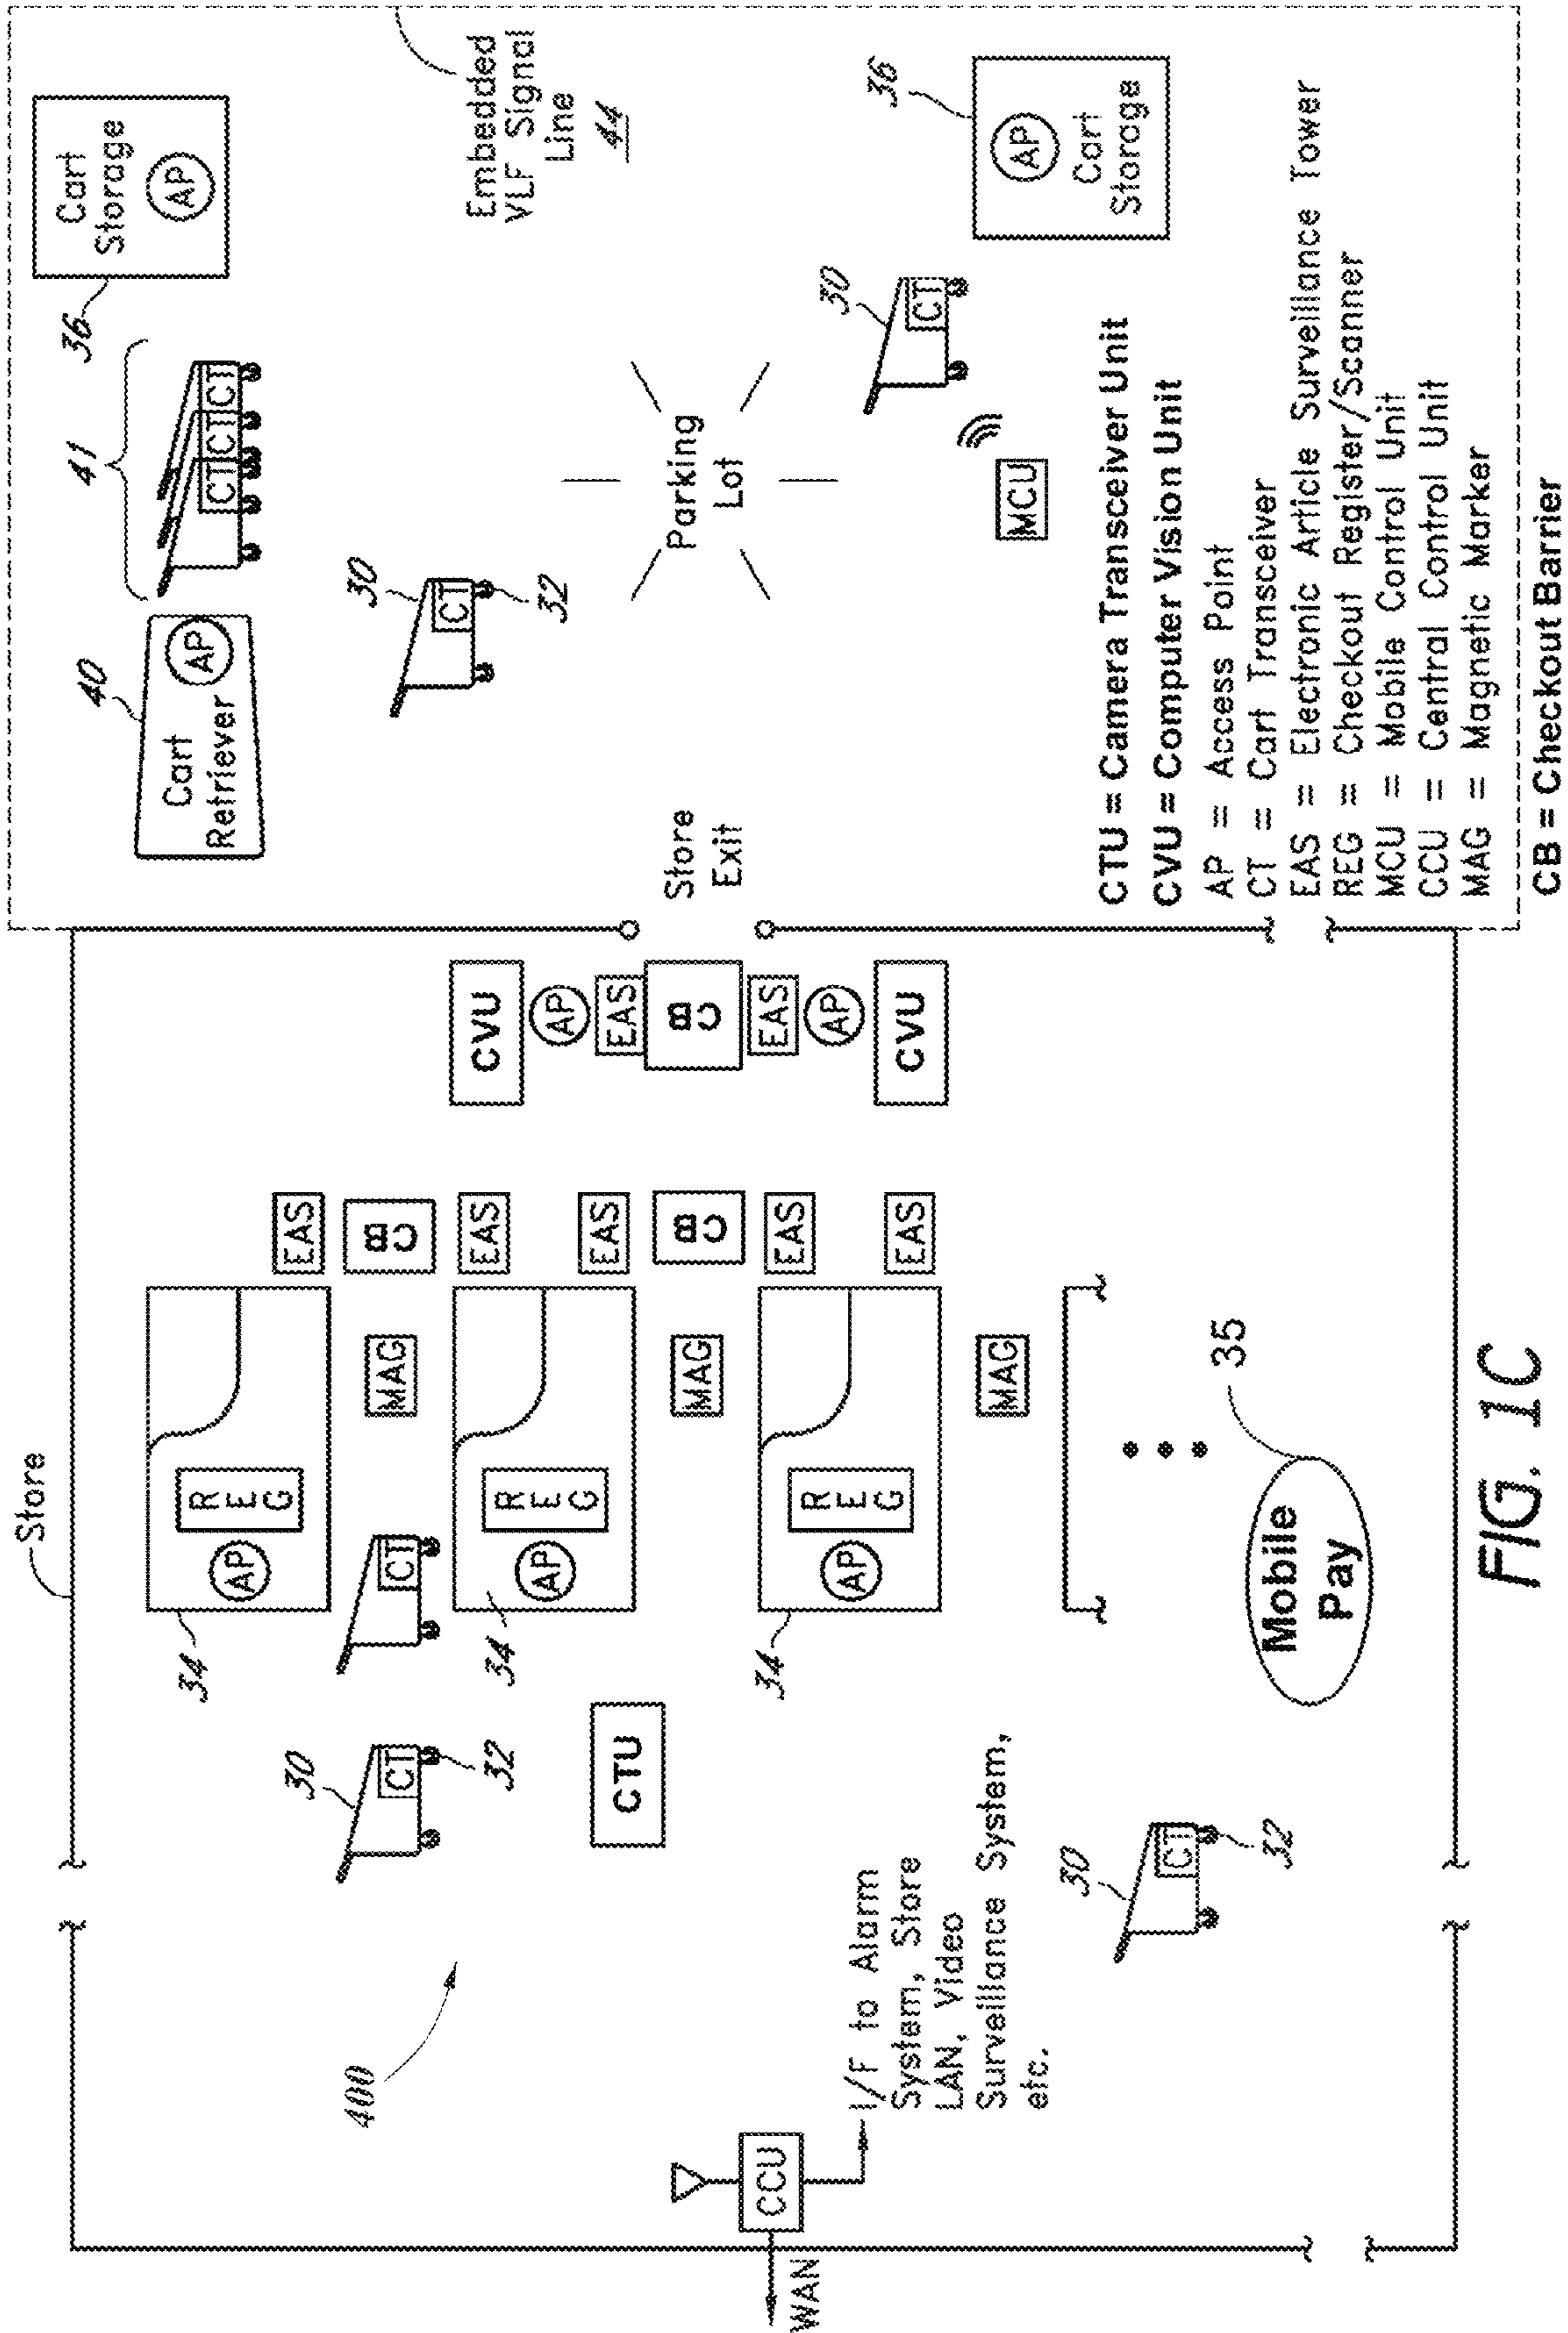 Store
400
WAN
CCU
I/F to Alarm
System, Store
LAN, Video
Surveillance System,
etc.
30
CT
32
CTU
30
CT
32
CT
34
AP
REG
34
AP
REG
34
AP
REG
MAG
MAG
MAG
EAS
CB
EAS
EAS
CB
EAS
EAS
35
Mobile
Pay
CVU
AP
EAS
CB
EAS
AP
CVU
Store
Exit
40
Cart
Retriever
AP
41
CT
CT
CT
36
Cart
Storage
AP
Embedded
VLF Signal
Line
44
30
CT
32
Parking
Lot
MCU
30
CT
36
AP
Cart
Storage
CTU = Camera Transceiver Unit
CVU = Computer Vision Unit
AP = Access Point
CT = Cart Transceiver
EAS = Electronic Article Surveillance Tower
REG = Checkout Register/Scanner
MCU = Mobile Control Unit
CCU = Central Control Unit
MAG = Magnetic Marker
CB = Checkout Barrier
FIG. 1C